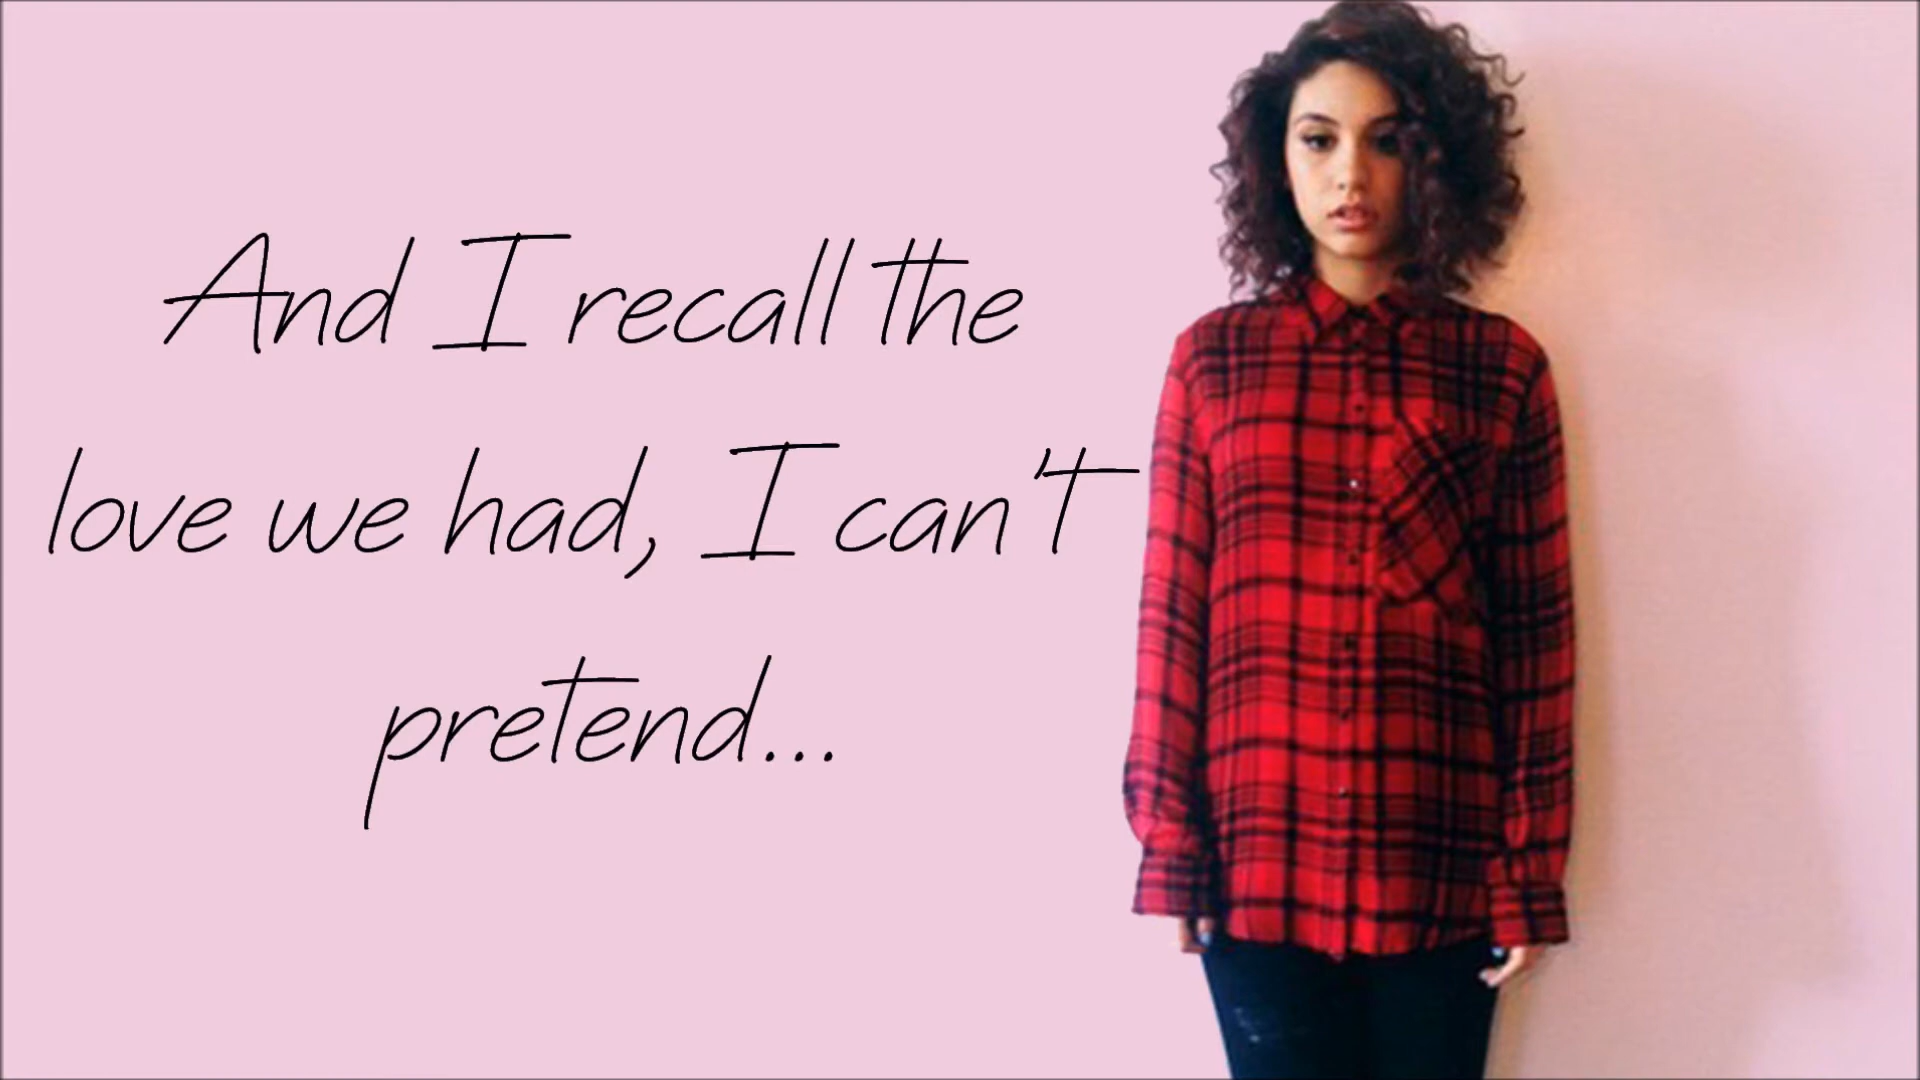 And I recall the
love we had, I can't
pretend...